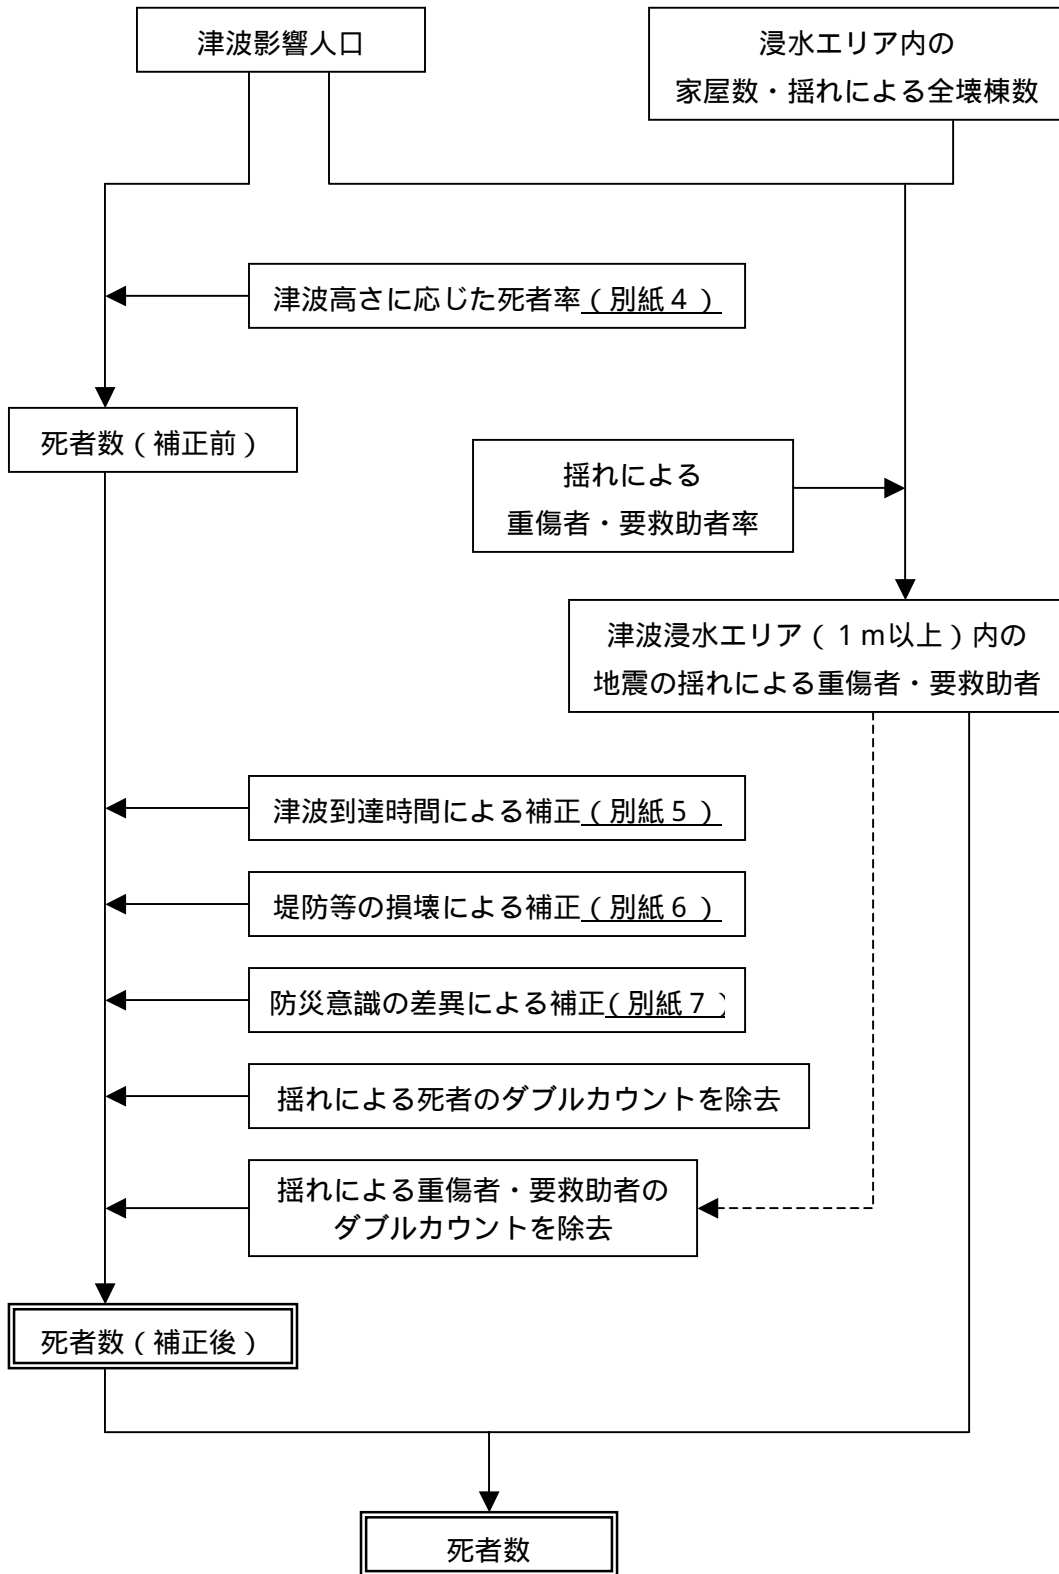 津波影響人口
浸水エリア内の
家屋数・揺れによる全壊棟数
津波高さに応じた死者率(別紙4)
死者数(補正前)
揺れによる
重傷者・要救助者率
津波浸水エリア(1m以上)内の
地震の揺れによる重傷者・要救助者
津波到達時間による補正(別紙5)
堤防等の損壊による補正(別紙6)
防災意識の差異による補正(別紙7)
揺れによる死者のダブルカウントを除去
揺れによる重傷者・要救助者の
ダブルカウントを除去
死者数(補正後)
死者数